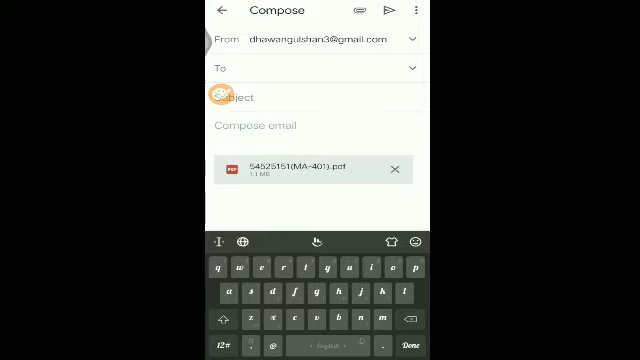 Compose
From dhawangulshan3@gmail.com
To
Subject
Compose email
PDF 54525151(MA-401).pdf
1.1 MB
q w e r t y u i o p
a s d f g h j k l
z x c v b n m
12# , @ English . Done